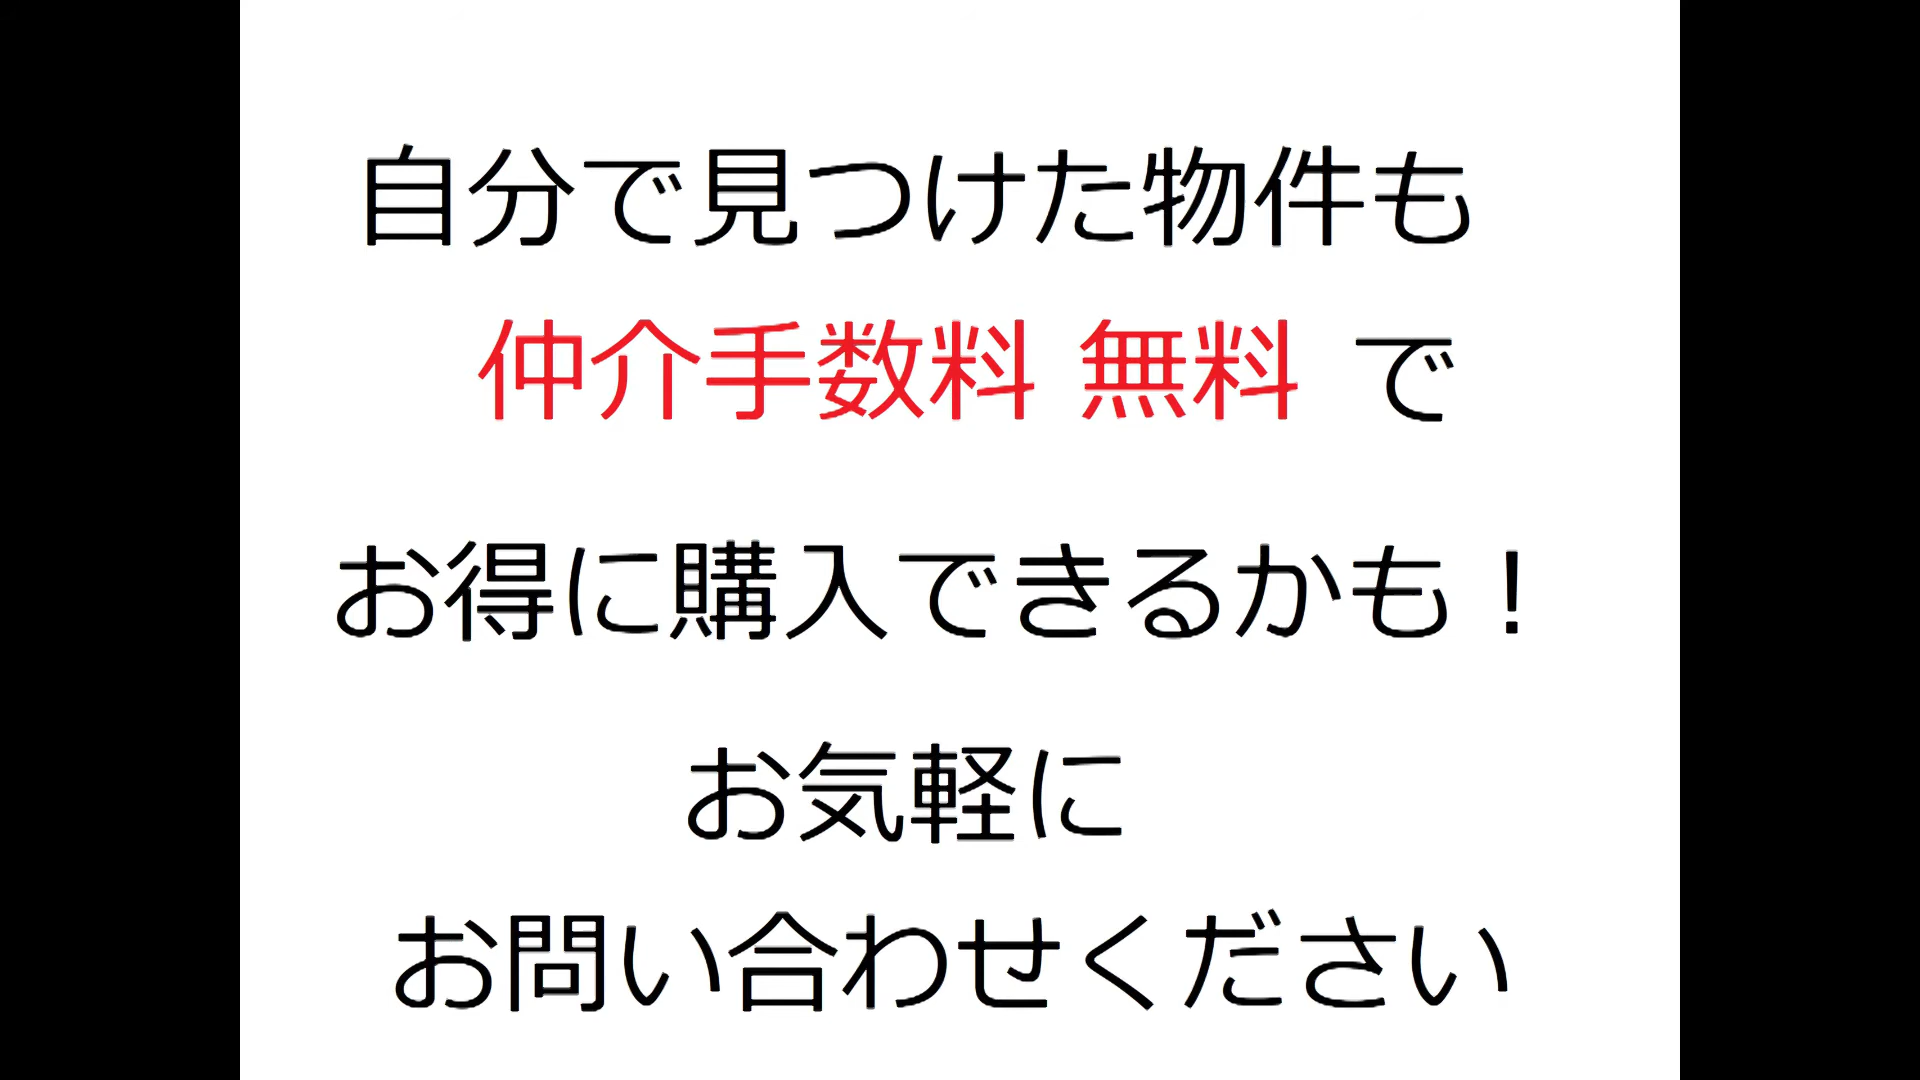 自分で見つけた物件も
仲介手数料 無料 で
お得に購入できるかも！
お気軽に
お問い合わせください